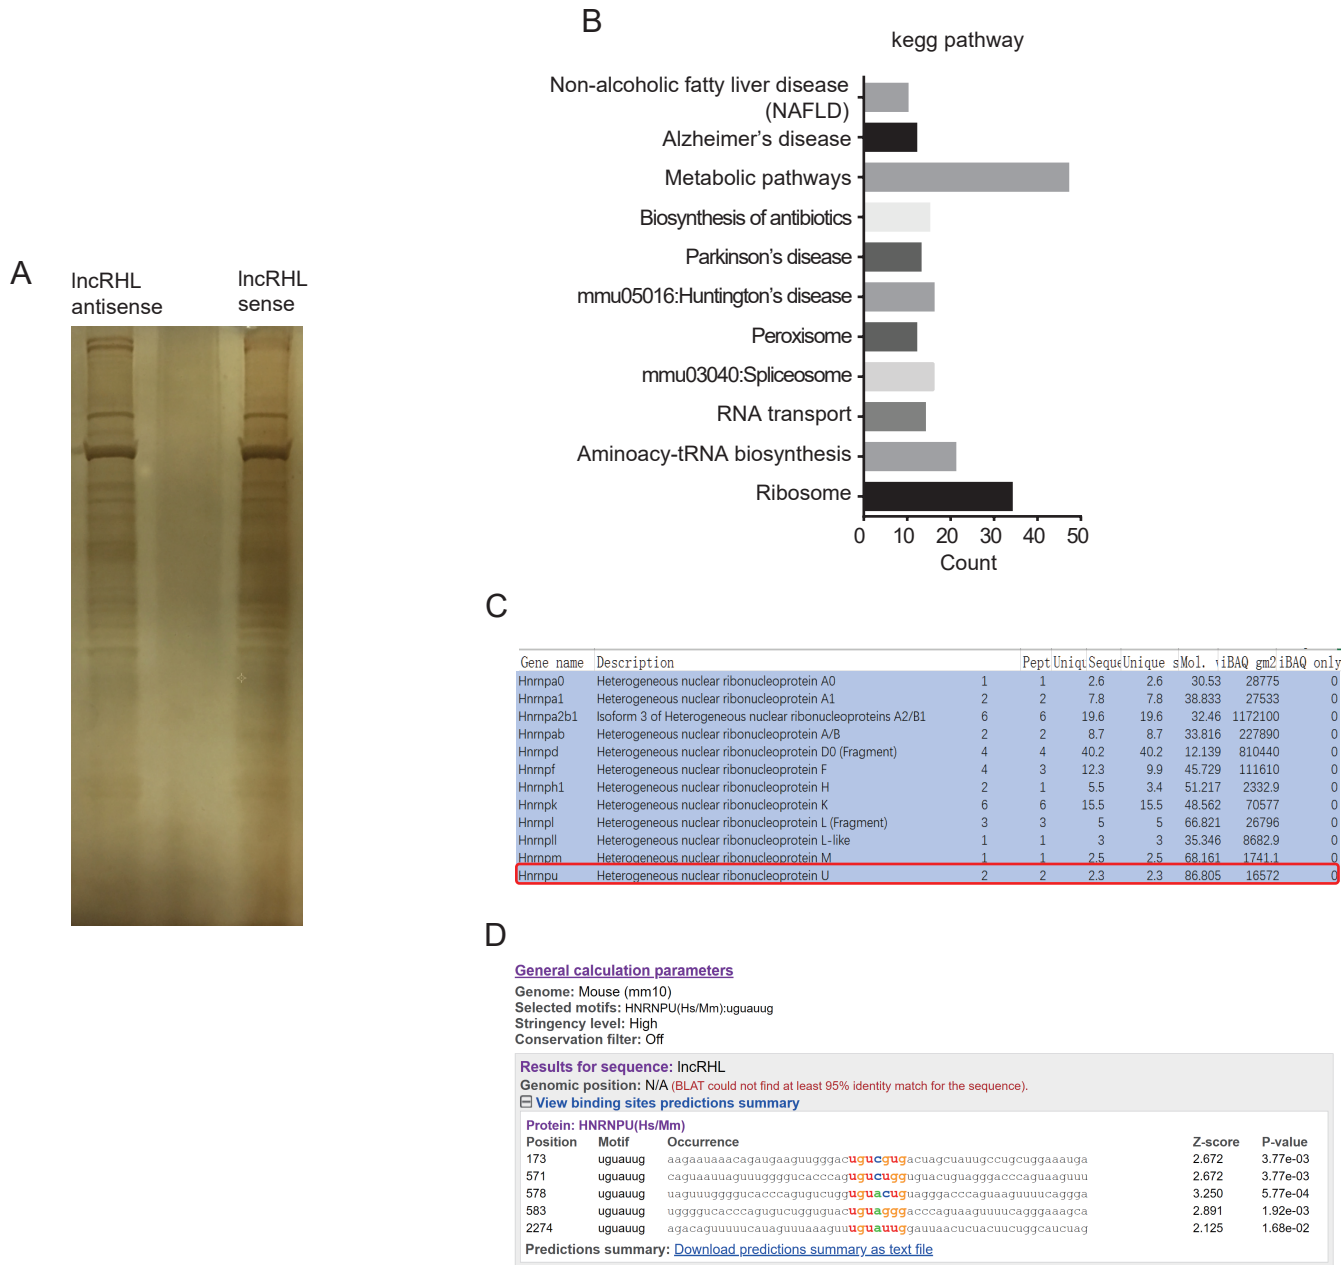 B
kegg pathway
Non-alcoholic fatty liver disease
(NAFLD)
Alzheimer's disease
Metabolic pathways
Biosynthesis of antibiotics
Parkinson's disease
mmu05016:Huntington's disease
Peroxisome
mmu03040:Spliceosome
RNA transport
Aminoacy-tRNA biosynthesis
Ribosome
0 10 20 30 40 50
Count
A
lncRHL antisense
lncRHL sense
C
Gene name Description Pept Uniqu Seque Unique s Mol. iBAQ gm2 iBAQ only
Hnrnpa0 Heterogeneous nuclear ribonucleoprotein A0 1 1 2.6 2.6 30.53 28775 0
Hnrnpa1 Heterogeneous nuclear ribonucleoprotein A1 2 2 7.8 7.8 38.833 27533 0
Hnrnpa2b1 Isoform 3 of Heterogeneous nuclear ribonucleoproteins A2/B1 6 6 19.6 19.6 32.46 1172100 0
Hnrnpab Heterogeneous nuclear ribonucleoprotein A/B 2 2 8.7 8.7 33.816 227890 0
Hnrnpd Heterogeneous nuclear ribonucleoprotein D0 (Fragment) 4 4 40.2 40.2 12.139 810440 0
Hnrnpf Heterogeneous nuclear ribonucleoprotein F 4 3 12.3 9.9 45.729 111610 0
Hnrnph1 Heterogeneous nuclear ribonucleoprotein H 2 1 5.5 3.4 51.217 2332.9 0
Hnrnpk Heterogeneous nuclear ribonucleoprotein K 6 6 15.5 15.5 48.562 70577 0
Hnrnpl Heterogeneous nuclear ribonucleoprotein L (Fragment) 3 3 5 5 66.821 26796 0
Hnrnpll Heterogeneous nuclear ribonucleoprotein L-like 1 1 3 3 35.346 8682.9 0
Hnrnpm Heterogeneous nuclear ribonucleoprotein M 1 1 2.5 2.5 68.161 1741.1 0
Hnrnpu Heterogeneous nuclear ribonucleoprotein U 2 2 2.3 2.3 86.805 16572 0
D
General calculation parameters
Genome: Mouse (mm10)
Selected motifs: HNRNPU(Hs/Mm):uguauug
Stringency level: High
Conservation filter: Off
Results for sequence: lncRHL
Genomic position: N/A (BLAT could not find at least 95% identity match for the sequence).
View binding sites predictions summary
Protein: HNRNPU(Hs/Mm)
Position Motif Occurrence Z-score P-value
173 uguauug aagaauaaacagaugaaguugggacugucgugacuagcuauugccugcuggaaauga 2.672 3.77e-03
571 uguauug caguaauuaguuuggggucacccagugucugguguacuguagggacccaguaaguuu 2.672 3.77e-03
578 uguauug uaguuuggggucacccagugucugguguacuguagggacccaguaaguuuucaggga 3.250 5.77e-04
583 uguauug uggggucacccagugucugguguacuguagggacccaguaaguuuucagggaaagca 2.891 1.92e-03
2274 uguauug agacaguuuuucauaguuuaaaguuuguauuggauuaacucuacuucuggcaucuag 2.125 1.68e-02
Predictions summary: Download predictions summary as text file